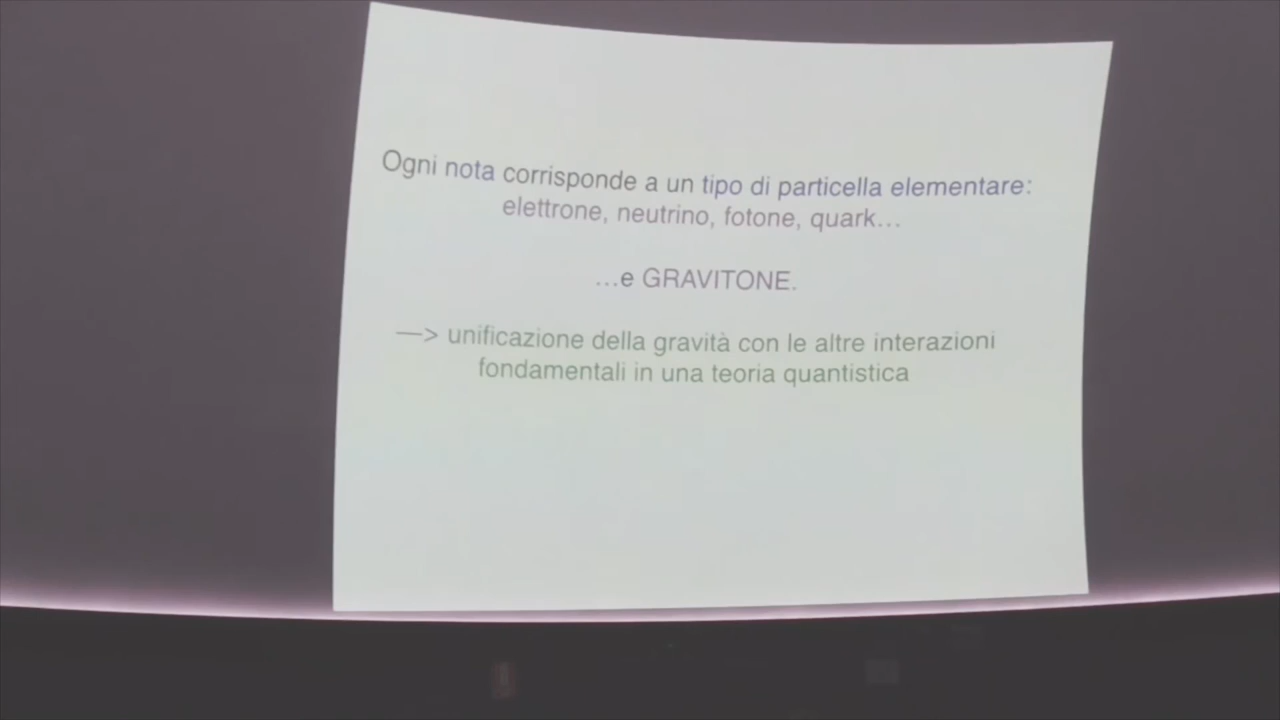 Ogni nota corrisponde a un tipo di particella elementare:
elettrone, neutrino, fotone, quark...
...e GRAVITONE.
—> unificazione della gravità con le altre interazioni
fondamentali in una teoria quantistica